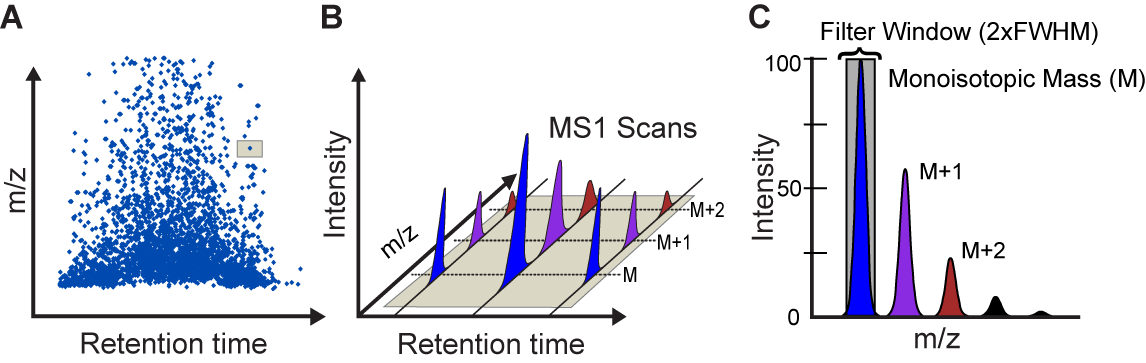 A
m/z
Retention time
B
Intensity
m/z
MS1 Scans
M+2
M+1
M
Retention time
C
Filter Window (2xFWHM)
Monoisotopic Mass (M)
Intensity
100
50
0
M+1
M+2
m/z